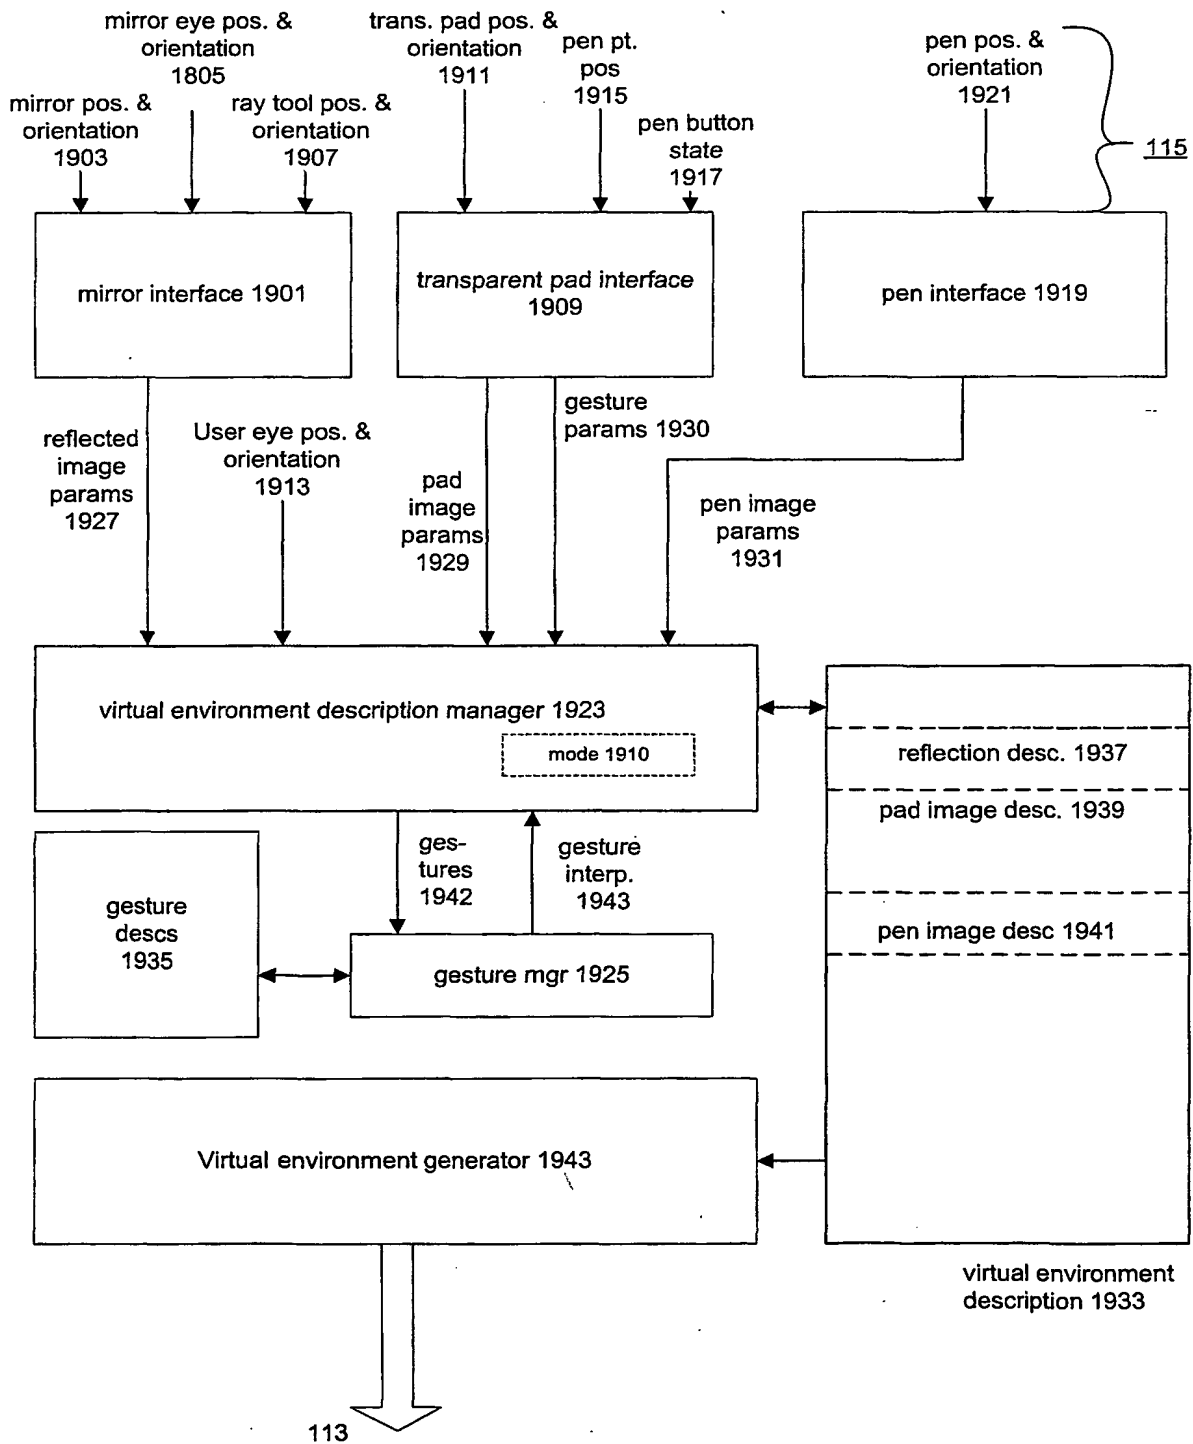 mirror eye pos. &
orientation
1805
trans. pad pos. &
orientation
1911
pen pt.
pos
1915
pen pos. &
orientation
1921
mirror pos. &
orientation
1903
ray tool pos. &
orientation
1907
pen button
state
1917
115
mirror interface 1901
transparent pad interface
1909
pen interface 1919
reflected
image
params
1927
User eye pos. &
orientation
1913
pad
image
params
1929
gesture
params 1930
pen image
params
1931
virtual environment description manager 1923
mode 1910
reflection desc. 1937
pad image desc. 1939
pen image desc 1941
ges-
tures
1942
gesture
interp.
1943
gesture
descs
1935
gesture mgr 1925
Virtual environment generator 1943
virtual environment
description 1933
113